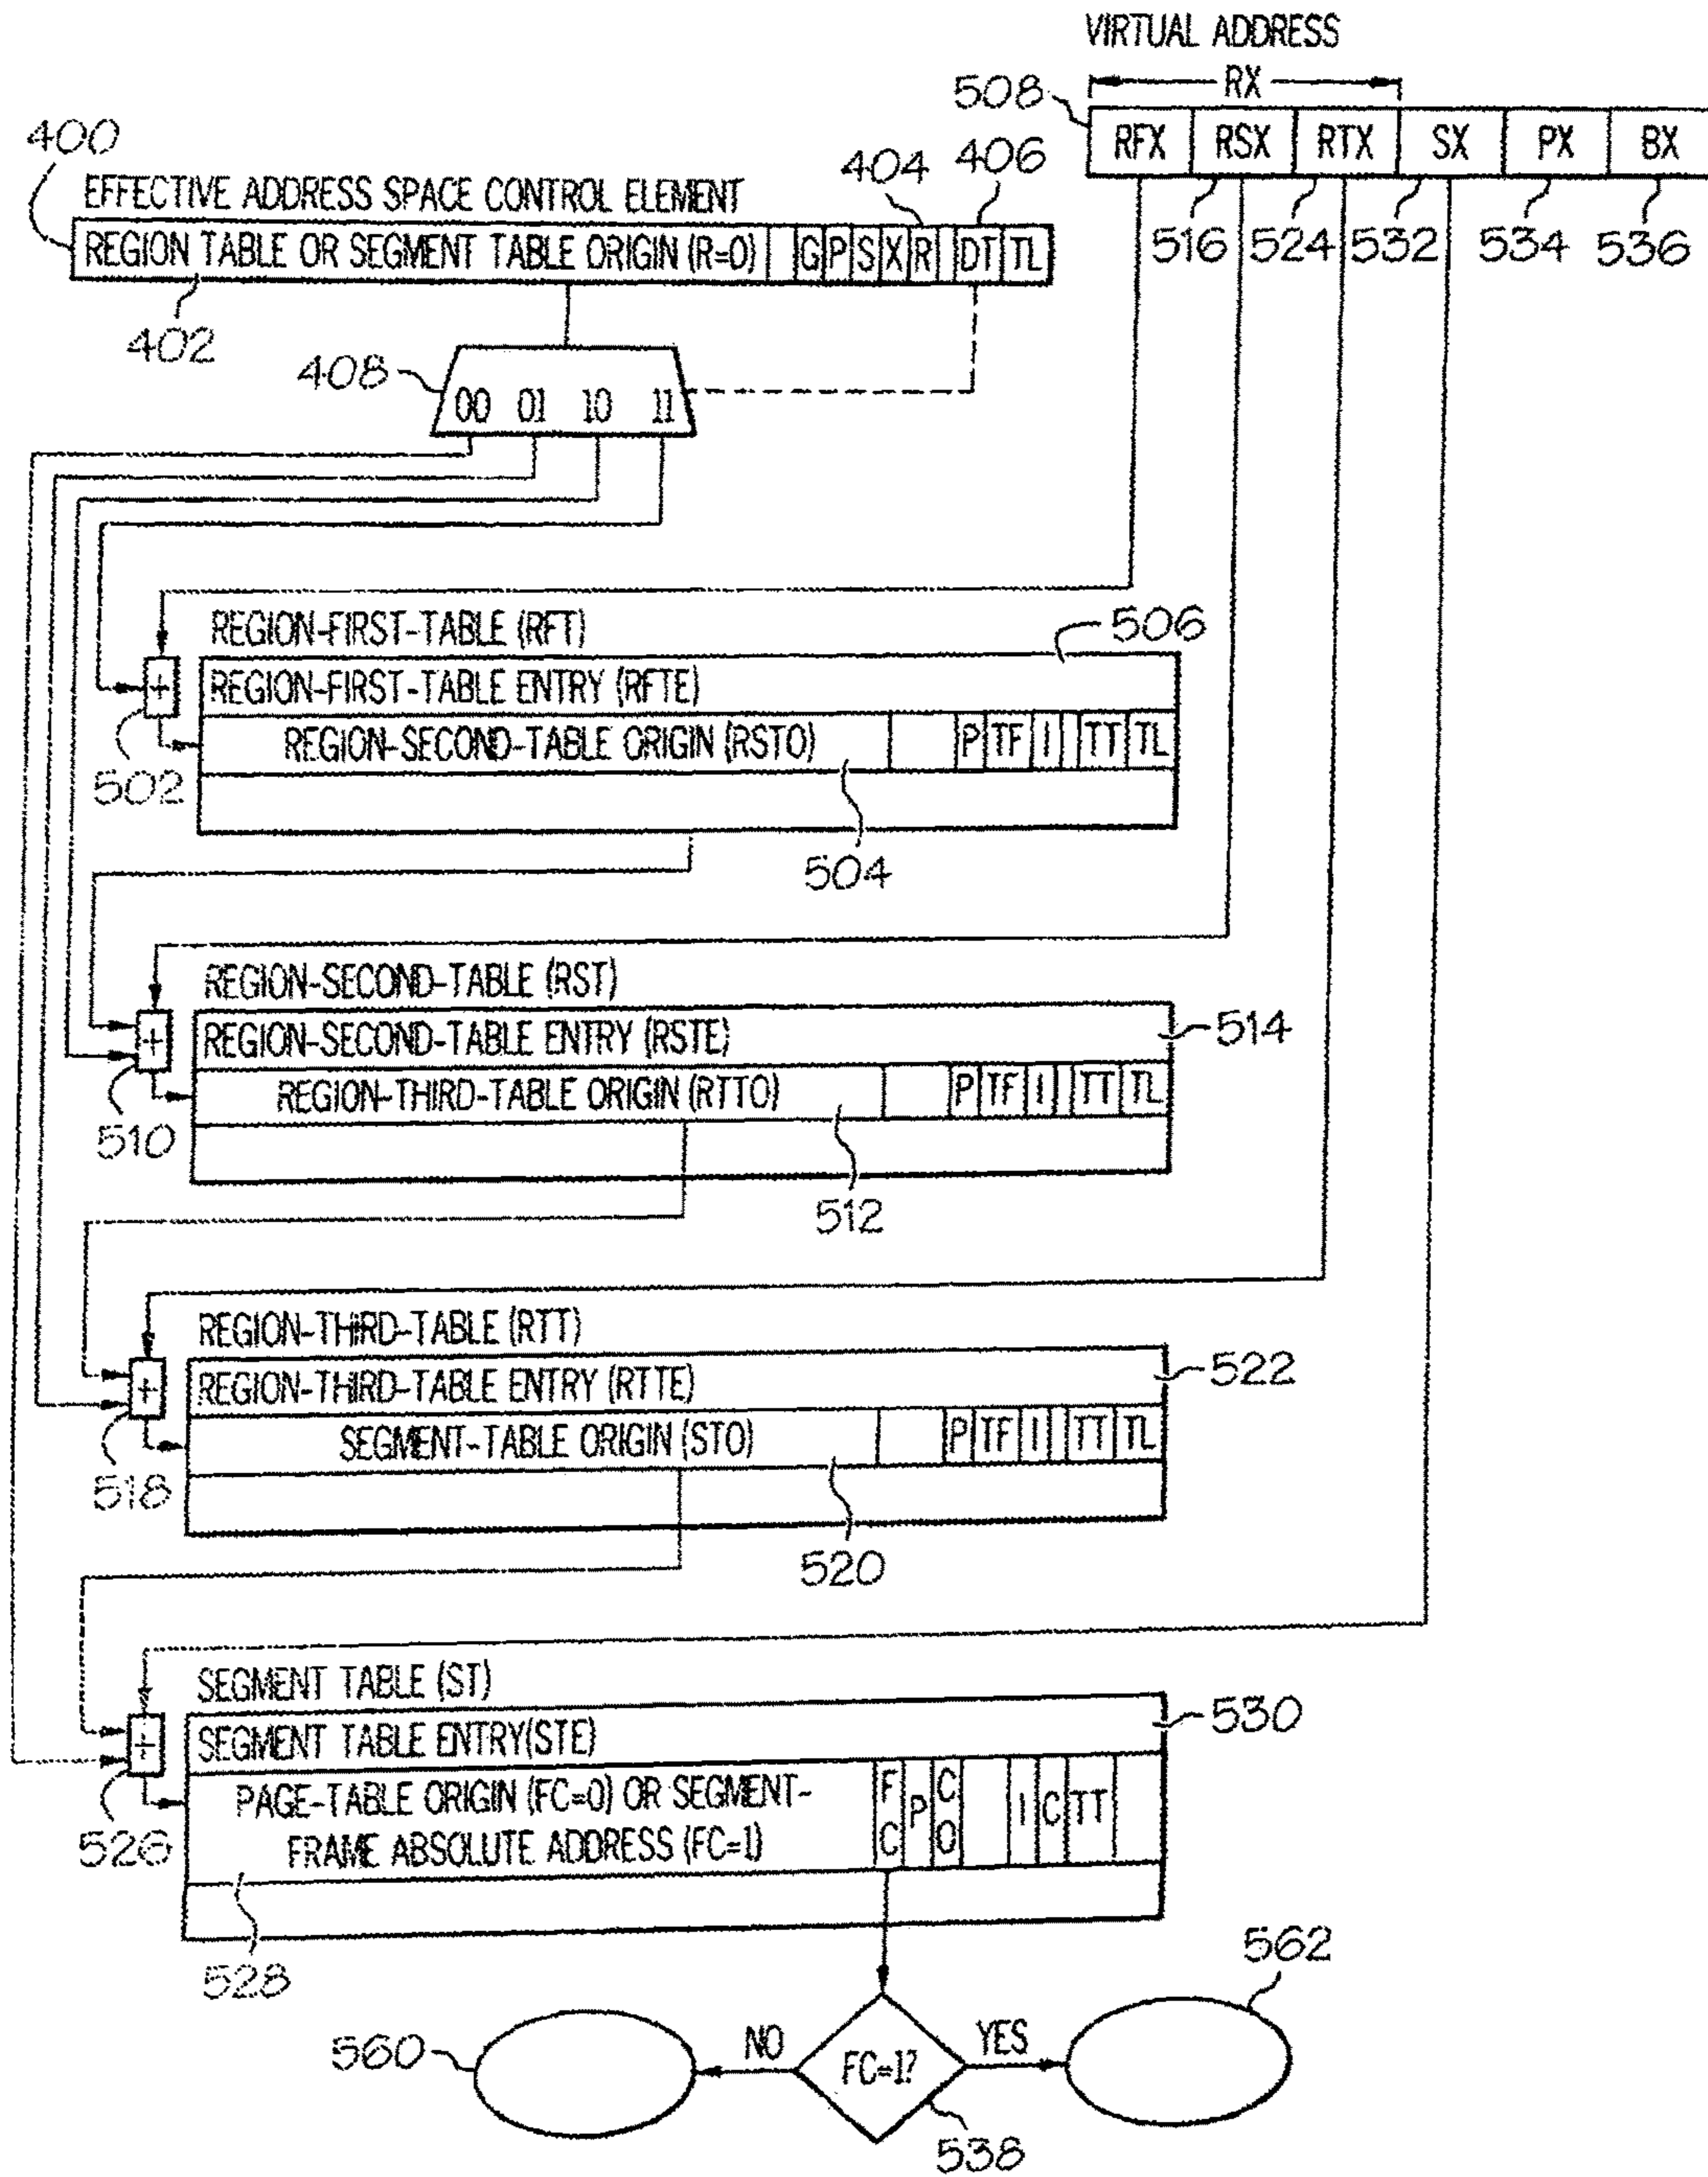 VIRTUAL ADDRESS
RX
508
RFX RSX RTX SX PX BX
516 524 532 534 536
400
404 406
EFFECTIVE ADDRESS SPACE CONTROL ELEMENT
REGION TABLE OR SEGMENT TABLE ORIGIN (R=0) G P S X R DT TL
402
408
00 01 10 11
REGION-FIRST-TABLE (RFT)
506
+
REGION-FIRST-TABLE ENTRY (RFTE)
REGION-SECOND-TABLE ORIGIN (RSTO) P TF I TT TL
502
504
REGION-SECOND-TABLE (RST)
+
REGION-SECOND-TABLE ENTRY (RSTE)
514
REGION-THIRD-TABLE ORIGIN (RTTO) P TF I TT TL
510
512
REGION-THIRD-TABLE (RTT)
+
REGION-THIRD-TABLE ENTRY (RTTE)
522
SEGMENT-TABLE ORIGIN (STO) P TF I TT TL
518
520
SEGMENT TABLE (ST)
+
SEGMENT TABLE ENTRY(STE)
530
PAGE-TABLE ORIGIN (FC=0) OR SEGMENT-
FRAME ABSOLUTE ADDRESS (FC=1)
FC P CO I C TT
526
528
562
560
NO
FC=1?
YES
538